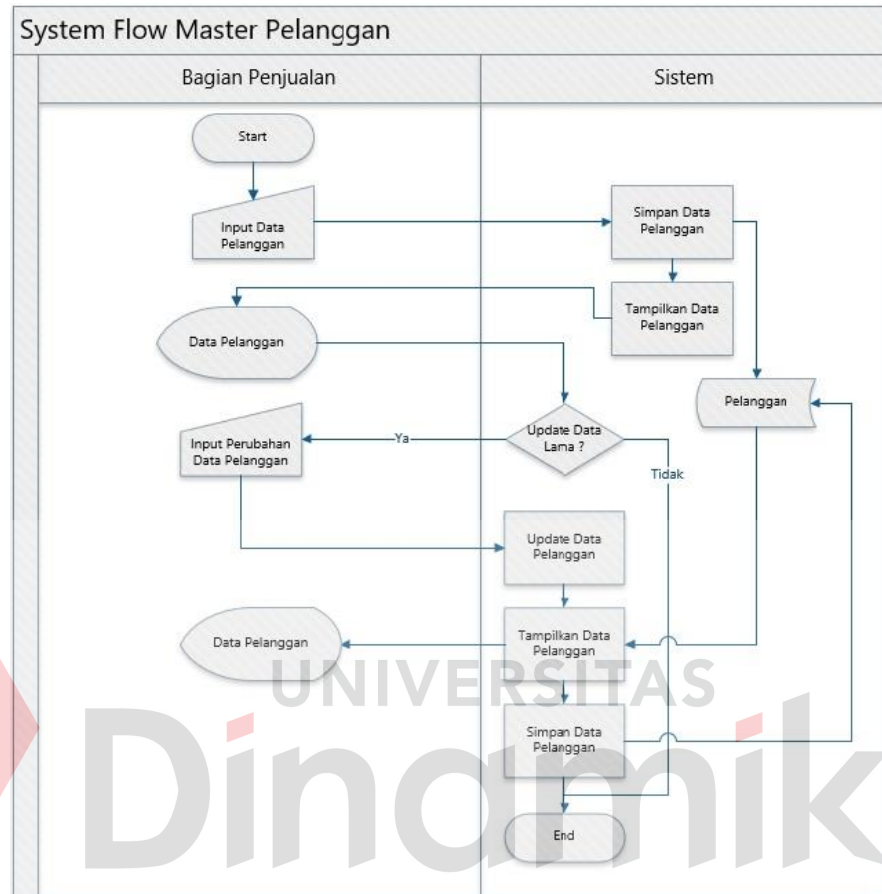 System Flow Master Pelanggan
Bagian Penjualan
Sistem
Start
Input Data
Pelanggan
Simpan Data
Pelanggan
Tampilkan Data
Pelanggan
Data Pelanggan
Pelanggan
Update Data
Lama ?
Ya
Input Perubahan
Data Pelanggan
Tidak
Update Data
Pelanggan
Tampilkan Data
Pelanggan
Data Pelanggan
UNIVERSITAS
Dinamik
Simpan Data
Pelanggan
End